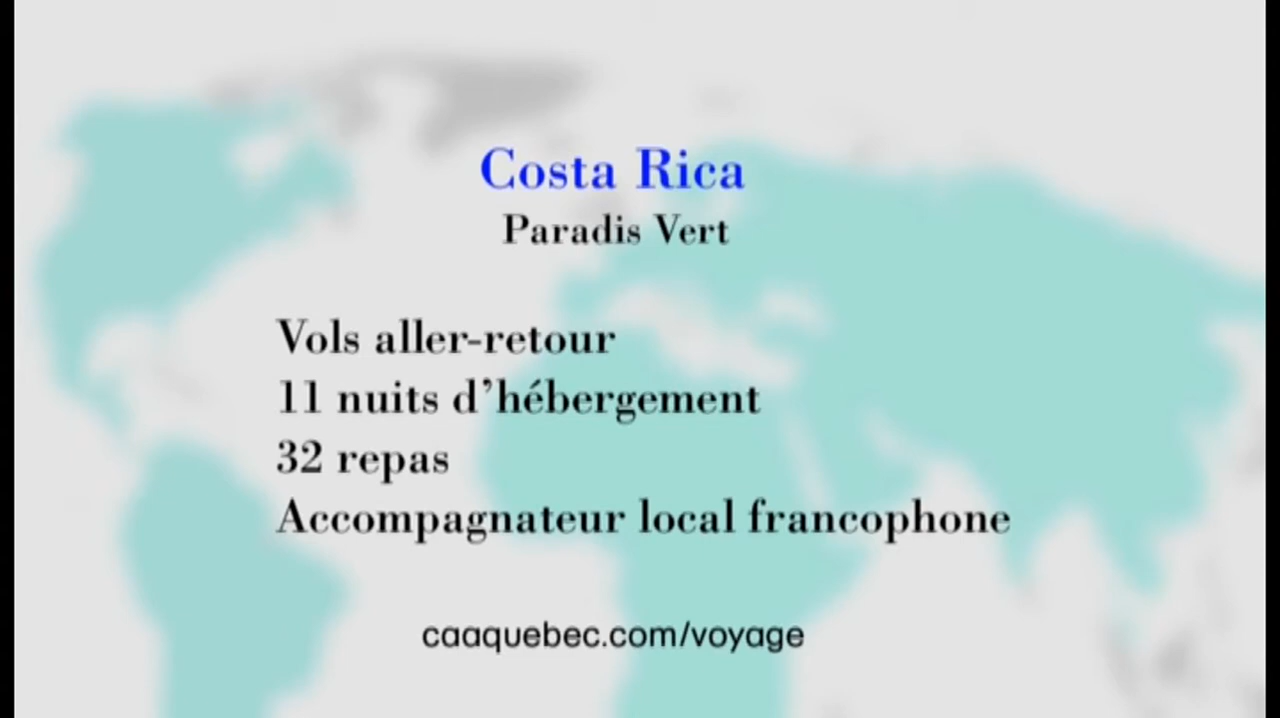 Costa Rica
Paradis Vert
Vols aller-retour
11 nuits d’hébergement
32 repas
Accompagnateur local francophone
caaquebec.com/voyage